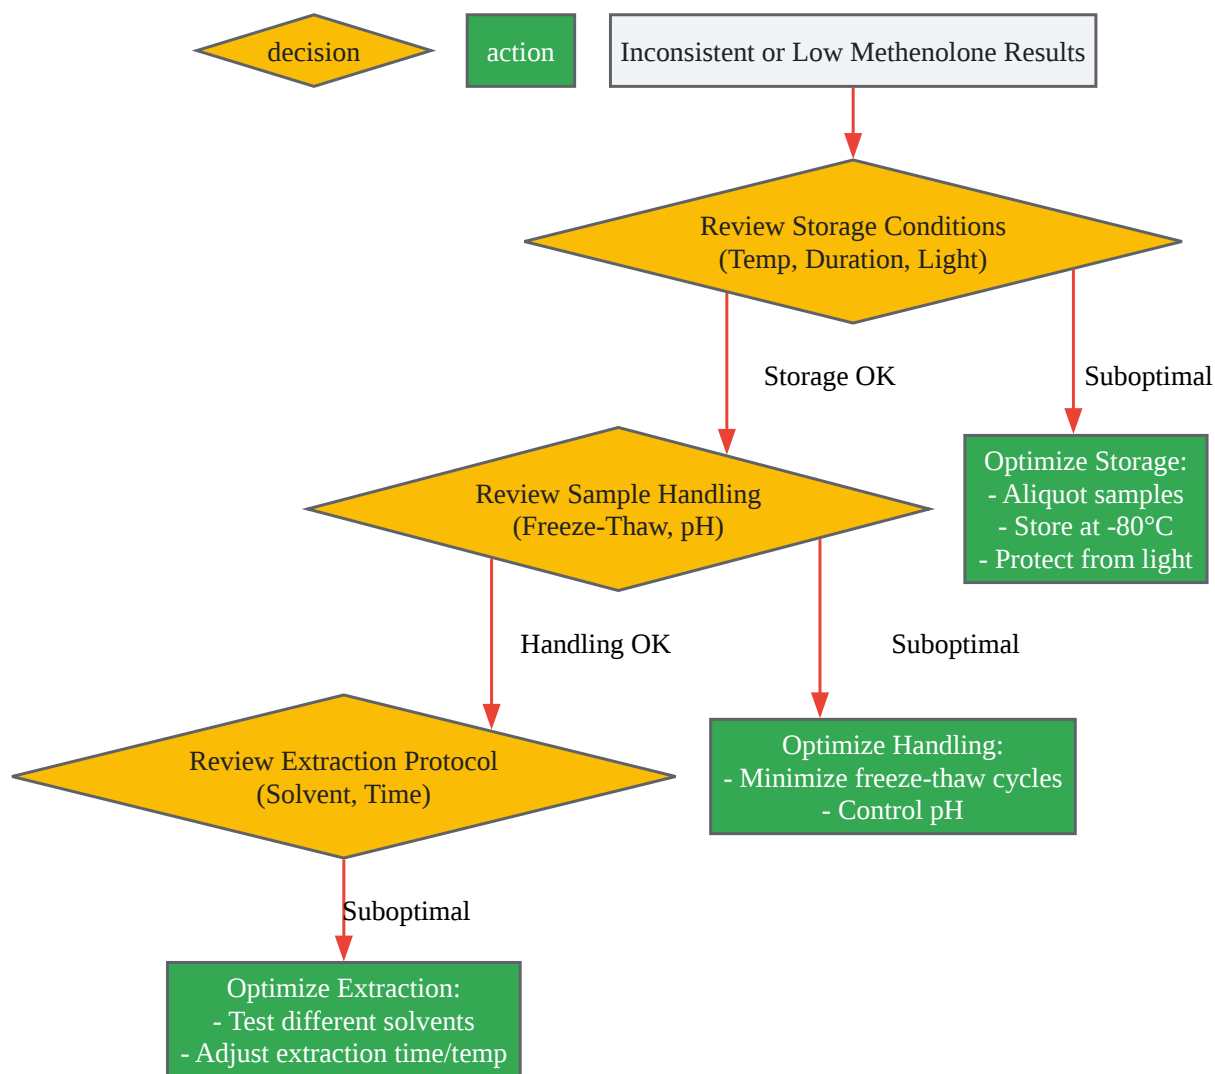 decision
action
Inconsistent or Low Methenolone Results
Review Storage Conditions
(Temp, Duration, Light)
Storage OK
Suboptimal
Optimize Storage:
- Aliquot samples
- Store at -80°C
- Protect from light
Review Sample Handling
(Freeze-Thaw, pH)
Handling OK
Suboptimal
Optimize Handling:
- Minimize freeze-thaw cycles
- Control pH
Review Extraction Protocol
(Solvent, Time)
Suboptimal
Optimize Extraction:
- Test different solvents
- Adjust extraction time/temp